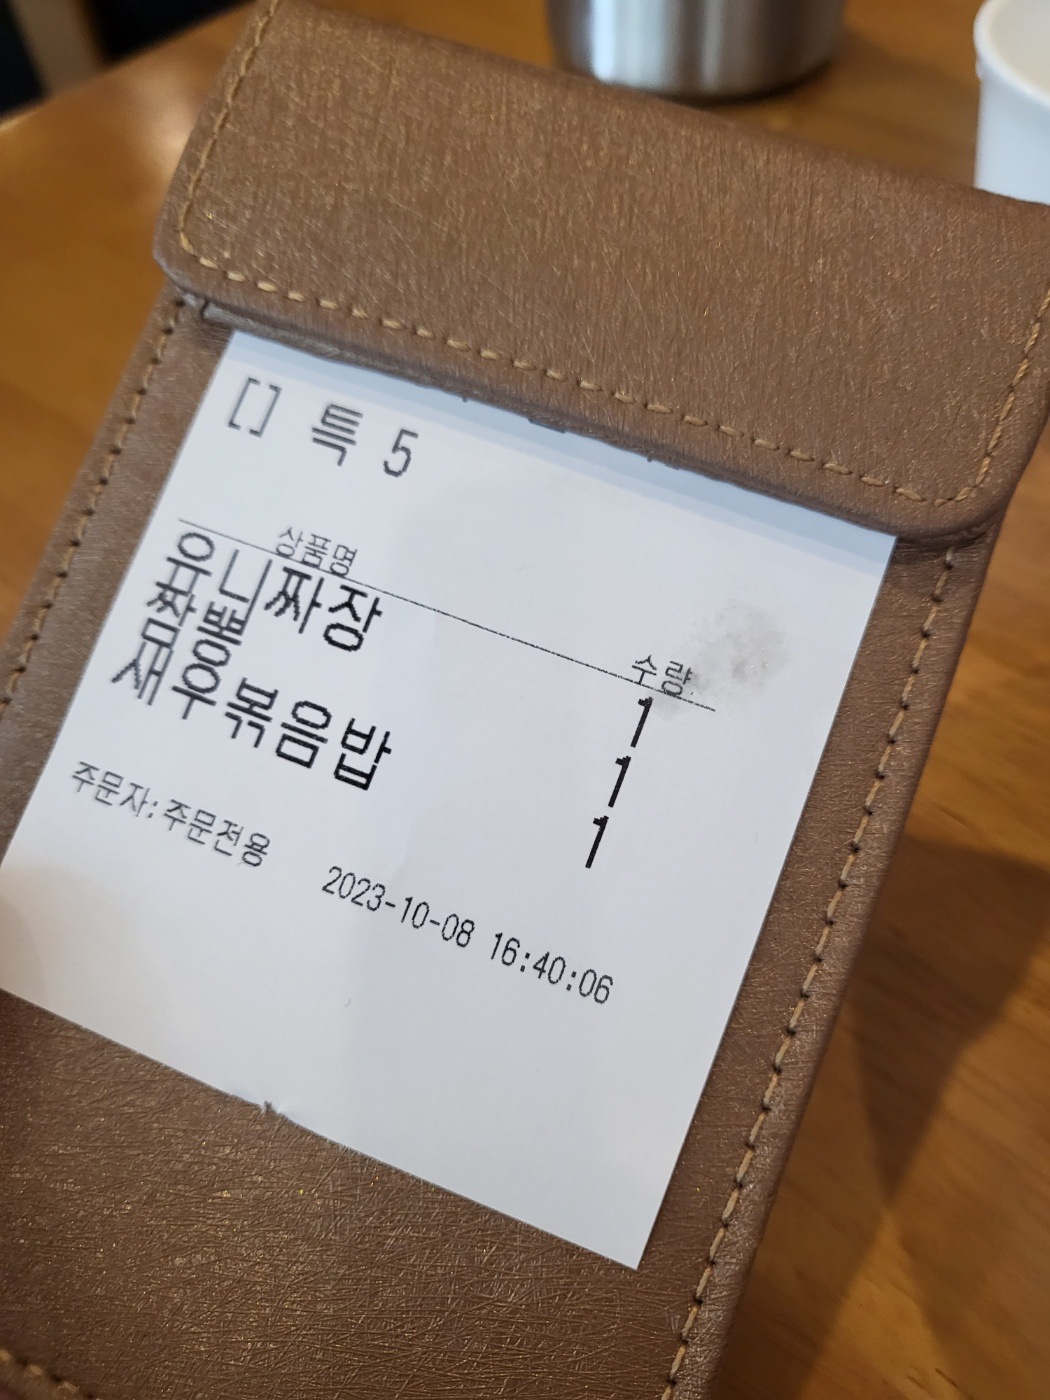 [] 특 5
상품명 수량
유니짜장 1
짬뽕 1
새우볶음밥 1
주문자:주문전용 2023-10-08 16:40:06